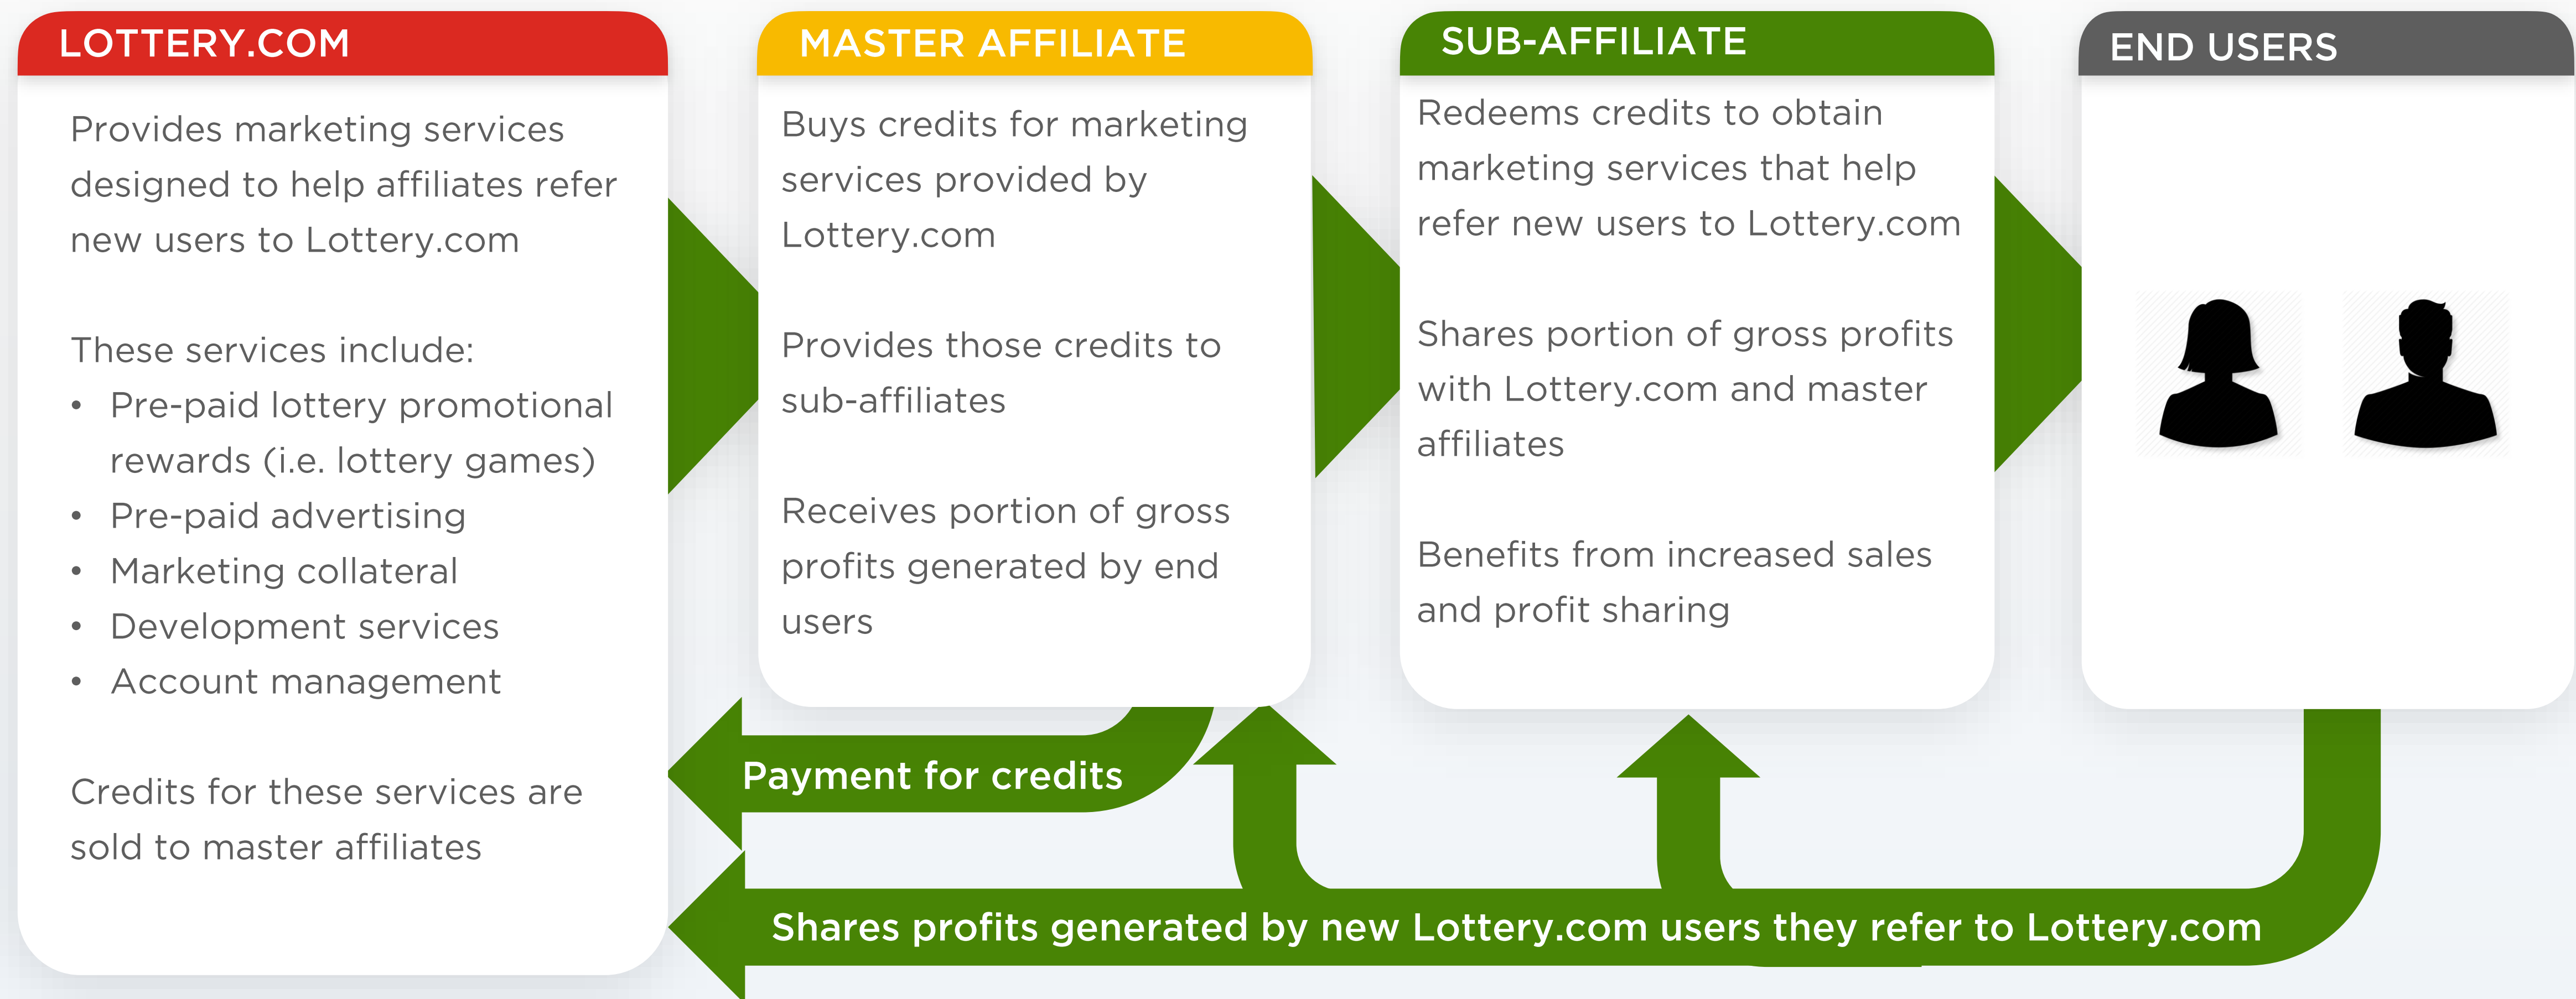 LOTTERY.COM
Provides marketing services
designed to help affiliates refer
new users to Lottery.com
These services include:
• Pre-paid lottery promotional
rewards (i.e. lottery games)
• Pre-paid advertising
• Marketing collateral
• Development services
• Account management
Credits for these services are
sold to master affiliates
MASTER AFFILIATE
Buys credits for marketing
services provided by
Lottery.com
Provides those credits to
sub-affiliates
Receives portion of gross
profits generated by end
users
SUB-AFFILIATE
Redeems credits to obtain
marketing services that help
refer new users to Lottery.com
Shares portion of gross profits
with Lottery.com and master
affiliates
Benefits from increased sales
and profit sharing
END USERS
Payment for credits
Shares profits generated by new Lottery.com users they refer to Lottery.com